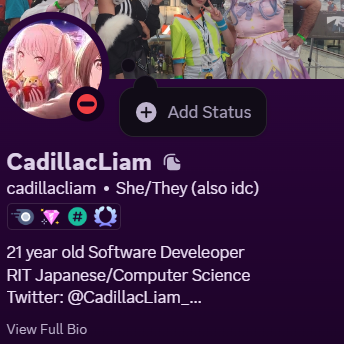 Add Status
CadillacLiam
cadillacliam • She/They (also idc)
#
21 year old Software Develeoper
RIT Japanese/Computer Science
Twitter: @CadillacLiam_...
View Full Bio